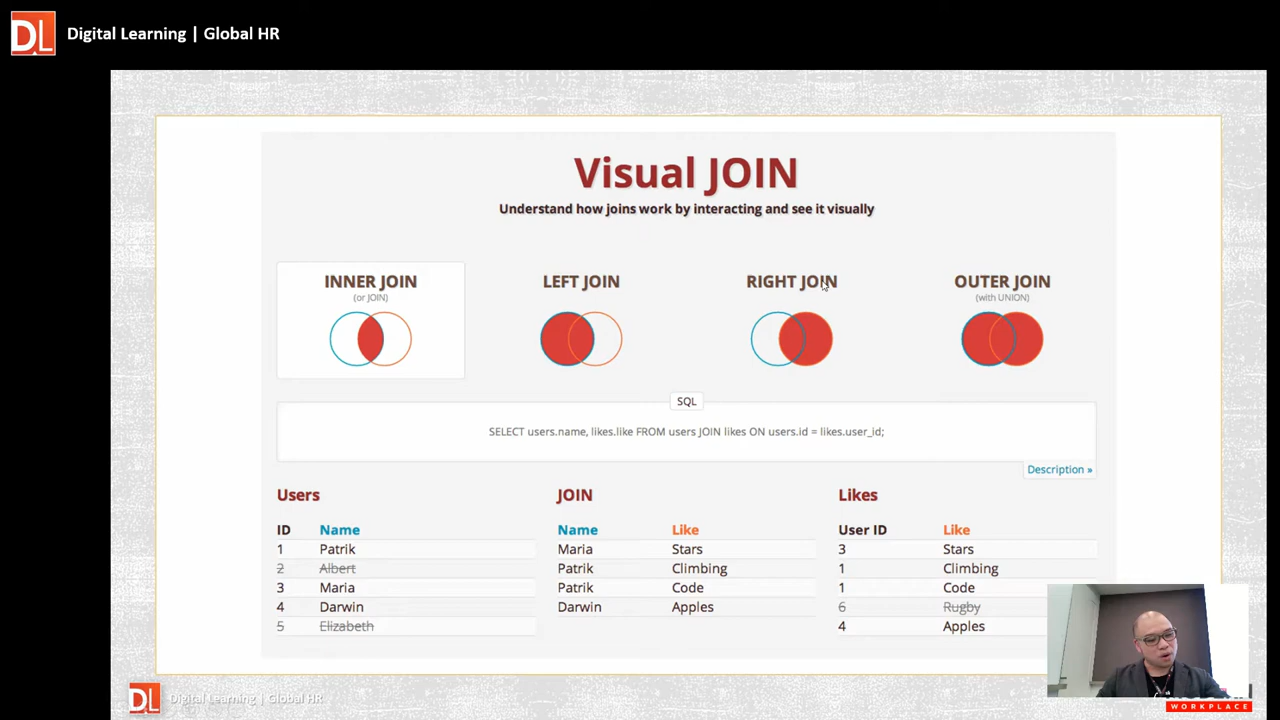 DL Digital Learning | Global HR
Visual JOIN
Understand how joins work by interacting and see it visually
INNER JOIN
(or JOIN)
LEFT JOIN
RIGHT JOIN
OUTER JOIN
(with UNION)
SQL
SELECT users.name, likes.like FROM users JOIN likes ON users.id = likes.user_id;
Description »
Users
ID Name
1 Patrik
2 Albert
3 Maria
4 Darwin
5 Elizabeth
JOIN
Name Like
Maria Stars
Patrik Climbing
Patrik Code
Darwin Apples
Likes
User ID Like
3 Stars
1 Climbing
1 Code
6 Rugby
4 Apples
DL Digital Learning | Global HR
WORKPLACE